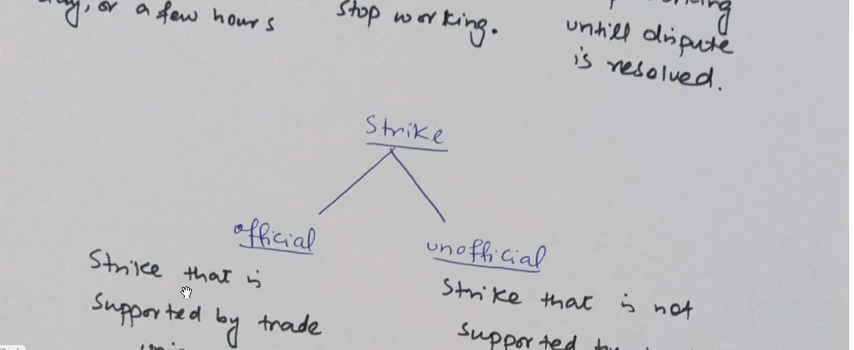 or a few hours
stop working.
untill dispute
is resolved.
Strike
official
unofficial
Strike that is
supported by trade
Strike that is not
supported